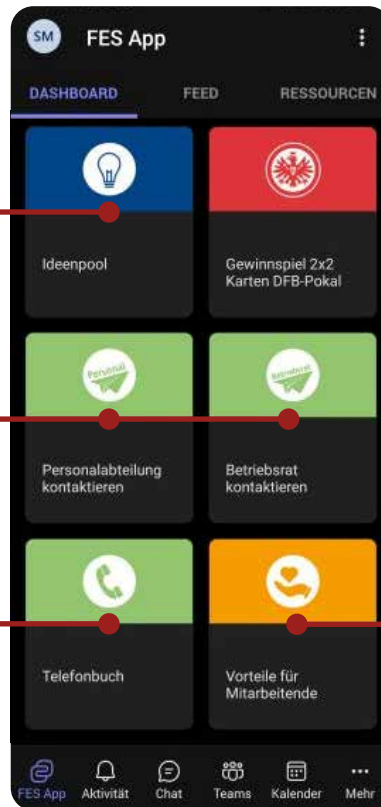 SM FES App
DASHBOARD FEED RESSOURCEN
Ideenpool
Gewinnspiel 2x2
Karten DFB-Pokal
Personal
Betriebsrat
Personalabteilung
kontaktieren
Betriebsrat
kontaktieren
Telefonbuch
Vorteile für
Mitarbeitende
FES App Aktivität Chat Teams Kalender Mehr